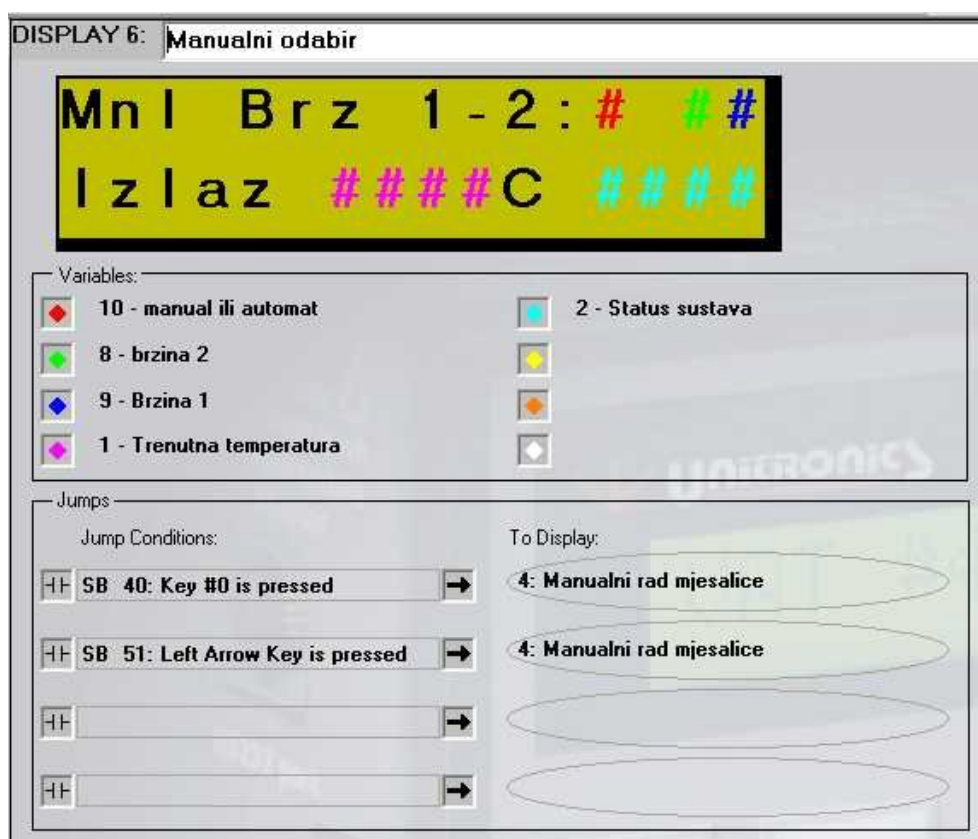 DISPLAY 6: Manualni odabir
Mnl Brz 1-2:# ##
Izlaz ####C ####
Variables:
10 - manual ili automat
2 - Status sustava
8 - brzina 2
9 - Brzina 1
1 - Trenutna temperatura
UNITRONICS
Jumps
Jump Conditions:
To Display:
SB 40: Key #0 is pressed
4: Manualni rad mjesalice
SB 51: Left Arrow Key is pressed
4: Manualni rad mjesalice